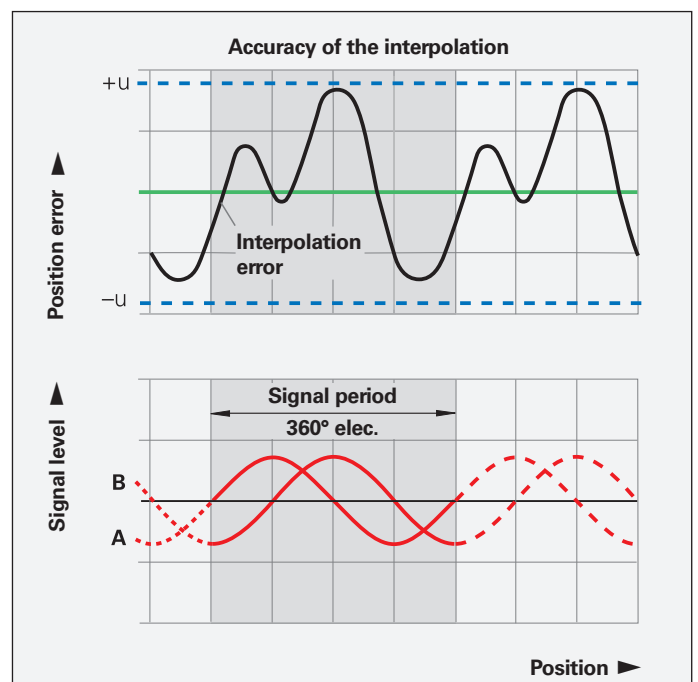 Accuracy of the interpolation
+u
Position error ▲
Interpolation
error
–u
Signal level ▲
Signal period
360° elec.
B
A
Position ►